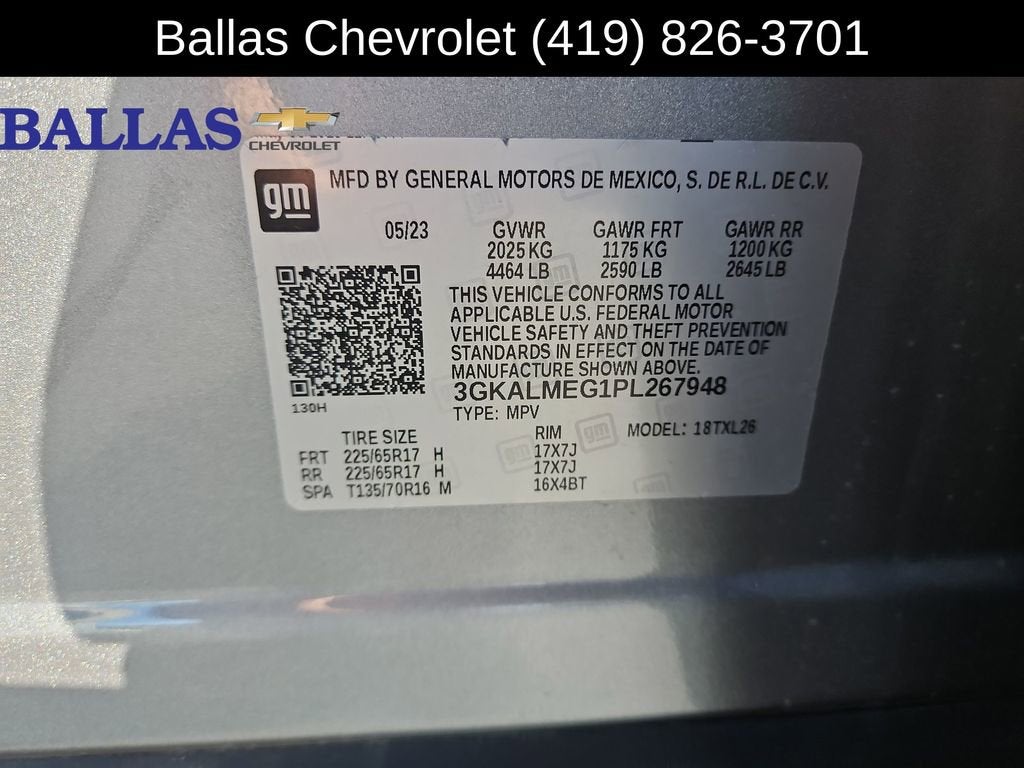 Ballas Chevrolet (419) 826-3701
BALLAS
CHEVROLET
gm
MFD BY GENERAL MOTORS DE MEXICO, S. DE R.L. DE C.V.
05/23 GVWR GAWR FRT GAWR RR
2025 KG 1175 KG 1200 KG
4464 LB 2590 LB 2645 LB
THIS VEHICLE CONFORMS TO ALL
APPLICABLE U.S. FEDERAL MOTOR
VEHICLE SAFETY AND THEFT PREVENTION
STANDARDS IN EFFECT ON THE DATE OF
MANUFACTURE SHOWN ABOVE.
3GKALMEG1PL267948
130H
TYPE: MPV
MODEL: 18TXL26
TIRE SIZE RIM
FRT 225/65R17 H 17X7J
RR 225/65R17 H 17X7J
SPA T135/70R16 M 16X4BT